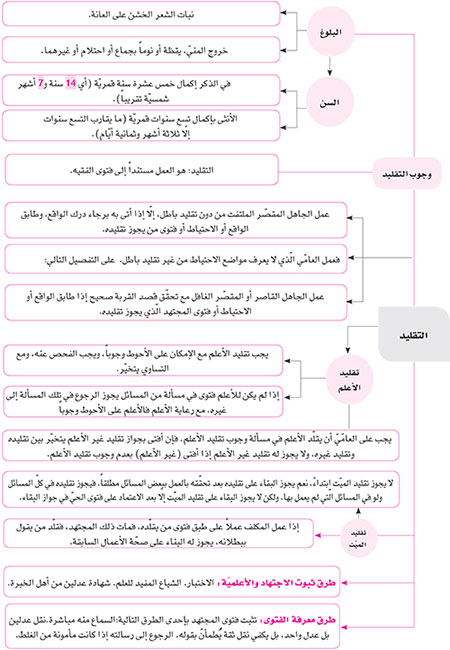 نبات الشعر الخشن على العانة.
البلوغ
خروج المنيّ، يقظة أو نوماً بجماع أو احتلام أو غيرهما.
في الذكر إكمال خمس عشرة سنة قمريّة (أي 14 سنة و7 أشهر
شمسيّة تقريباً).
السن
الأنثى بإكمال تسع سنوات قمريّة (ما يقارب التسع سنوات
إلّا ثلاثة أشهر وثمانية أيّام).
وجوب التقليد
التقليد: هو العمل مستنداً إلى فتوى الفقيه.
عمل الجاهل المقصّر الملتفت من دون تقليد باطل، إلّا إذا أتى به برجاء درك الواقع، وطابق
الواقع أو الاحتياط أو فتوى من يجوز تقليده.
فعمل العامّي الّذي لا يعرف مواضع الاحتياط من غير تقليد باطل. على التفصيل التالي:
عمل الجاهل القاصر أو المقصّر الغافل مع تحقّق قصد القربة صحيح إذا طابق الواقع أو
الاحتياط أو فتوى المجتهد الّذي يجوز تقليده.
التقليد
يجب تقليد الأعلم مع الإمكان على الأحوط وجوباً، ويجب الفحص عنه، ومع
التساوي يتخيّر.
تقليد
الأعلم
إذا لم يكن للأعلم فتوى في مسألة من المسائل يجوز الرجوع في تلك المسألة إلى
غيره، مع رعاية الأعلم فالأعلم على الأحوط وجوباً
يجب على العامّيّ أن يقلّد الأعلم في مسألة وجوب تقليد الأعلم، فإن أفتى بجواز تقليد غير الأعلم يتخيّر بين تقليده
وتقليد غيره، ولا يجوز له تقليد غير الأعلم إذا أفتى (غير الأعلم) بعدم وجوب تقليد الأعلم.
لا يجوز تقليد الميّت ابتداءً، نعم يجوز البقاء على تقليده بعد تحققه بالعمل ببعض المسائل مطلقاً، فيجوز تقليده في كلّ المسائل
ولو في المسائل الّتي لم يعمل بها. ولكن لا يجوز البقاء على تقليد الميّت إلّا بعد الاعتماد على فتوى الحيّ في جواز البقاء.
تقليد
الميّت
إذا عمل المكلف عملاً على طبق فتوى من يقلّده، فمات ذلك المجتهد، فقلّد من يقول
ببطلانه، يجوز له البقاء على صحّة الأعمال السابقة.
طرق ثبوت الاجتهاد والأعلميّة: الاختبار. الشياع المفيد للعلم. شهادة عدلين من أهل الخبرة.
طرق معرفة الفتوى: تثبت فتوى المجتهد بإحدى الطرق التالية:السماع منه مباشرة.نقل عدلين
بل عدل واحد، بل يكفي نقل ثقة يُطمأنّ بقوله. الرجوع إلى رسالته إذا كانت مأمونة من الغلط.